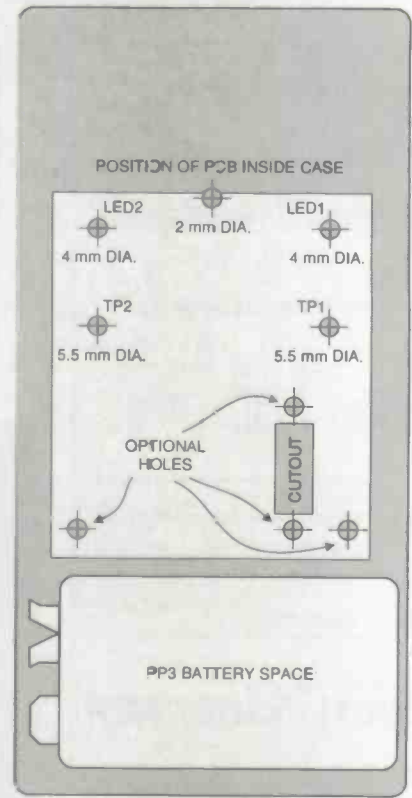 POSITION OF PCB INSIDE CASE
LED2
2 mm DIA.
LED1
4 mm DIA.
4 mm DIA.
TP2
TP1
5.5 mm DIA.
5.5 mm DIA.
OPTIONAL
HOLES
CUTOUT
PP3 BATTERY SPACE